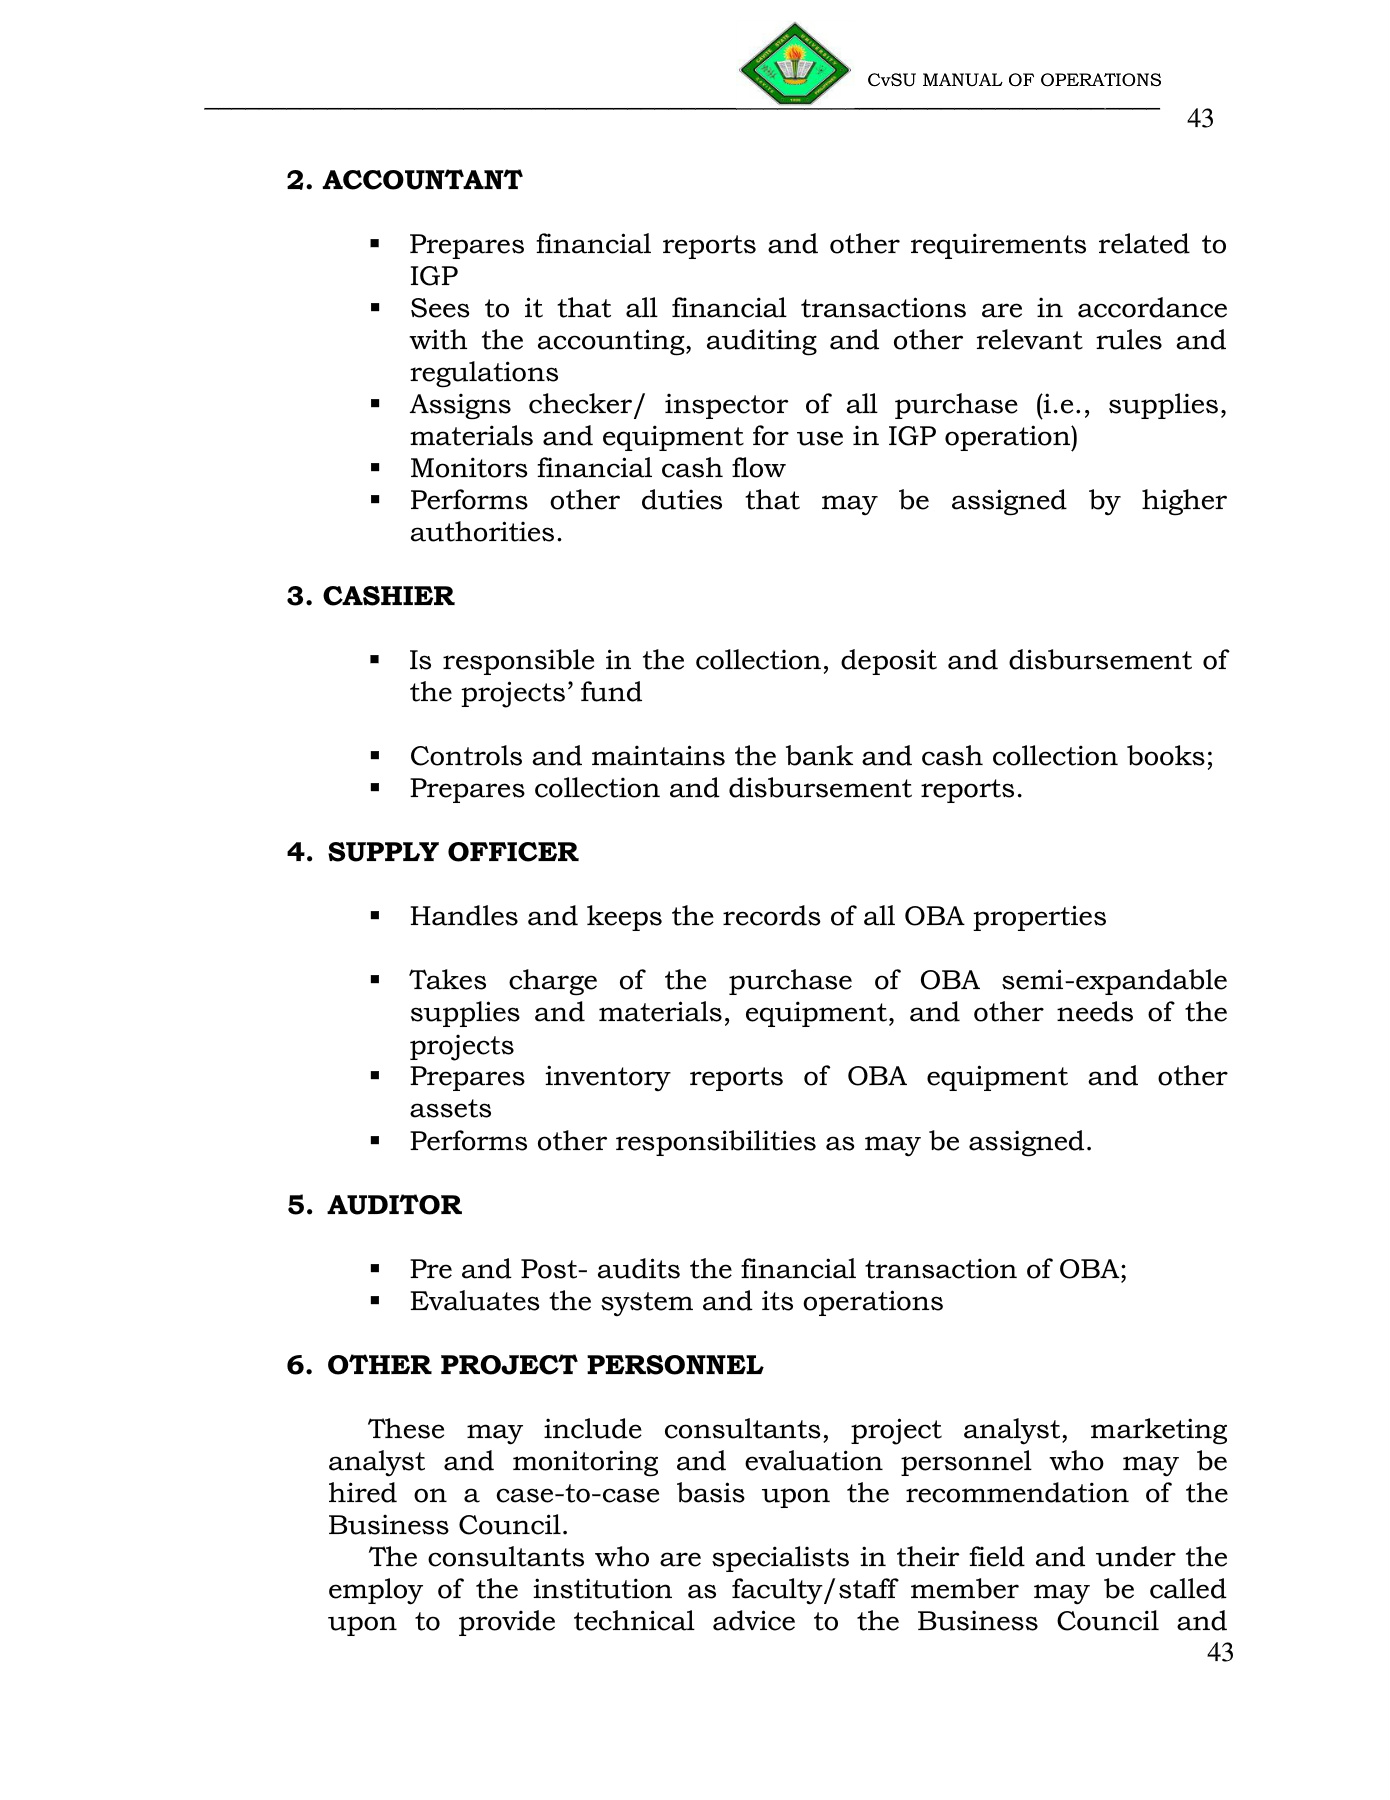 CvSU MANUAL OF OPERATIONS
43
2. ACCOUNTANT
▪ Prepares financial reports and other requirements related to
IGP
▪ Sees to it that all financial transactions are in accordance
with the accounting, auditing and other relevant rules and
regulations
▪ Assigns checker/ inspector of all purchase (i.e., supplies,
materials and equipment for use in IGP operation)
▪ Monitors financial cash flow
▪ Performs other duties that may be assigned by higher
authorities.
3. CASHIER
▪ Is responsible in the collection, deposit and disbursement of
the projects’ fund
▪ Controls and maintains the bank and cash collection books;
▪ Prepares collection and disbursement reports.
4. SUPPLY OFFICER
▪ Handles and keeps the records of all OBA properties
▪ Takes charge of the purchase of OBA semi-expandable
supplies and materials, equipment, and other needs of the
projects
▪ Prepares inventory reports of OBA equipment and other
assets
▪ Performs other responsibilities as may be assigned.
5. AUDITOR
▪ Pre and Post- audits the financial transaction of OBA;
▪ Evaluates the system and its operations
6. OTHER PROJECT PERSONNEL
These may include consultants, project analyst, marketing
analyst and monitoring and evaluation personnel who may be
hired on a case-to-case basis upon the recommendation of the
Business Council.
The consultants who are specialists in their field and under the
employ of the institution as faculty/staff member may be called
upon to provide technical advice to the Business Council and
43